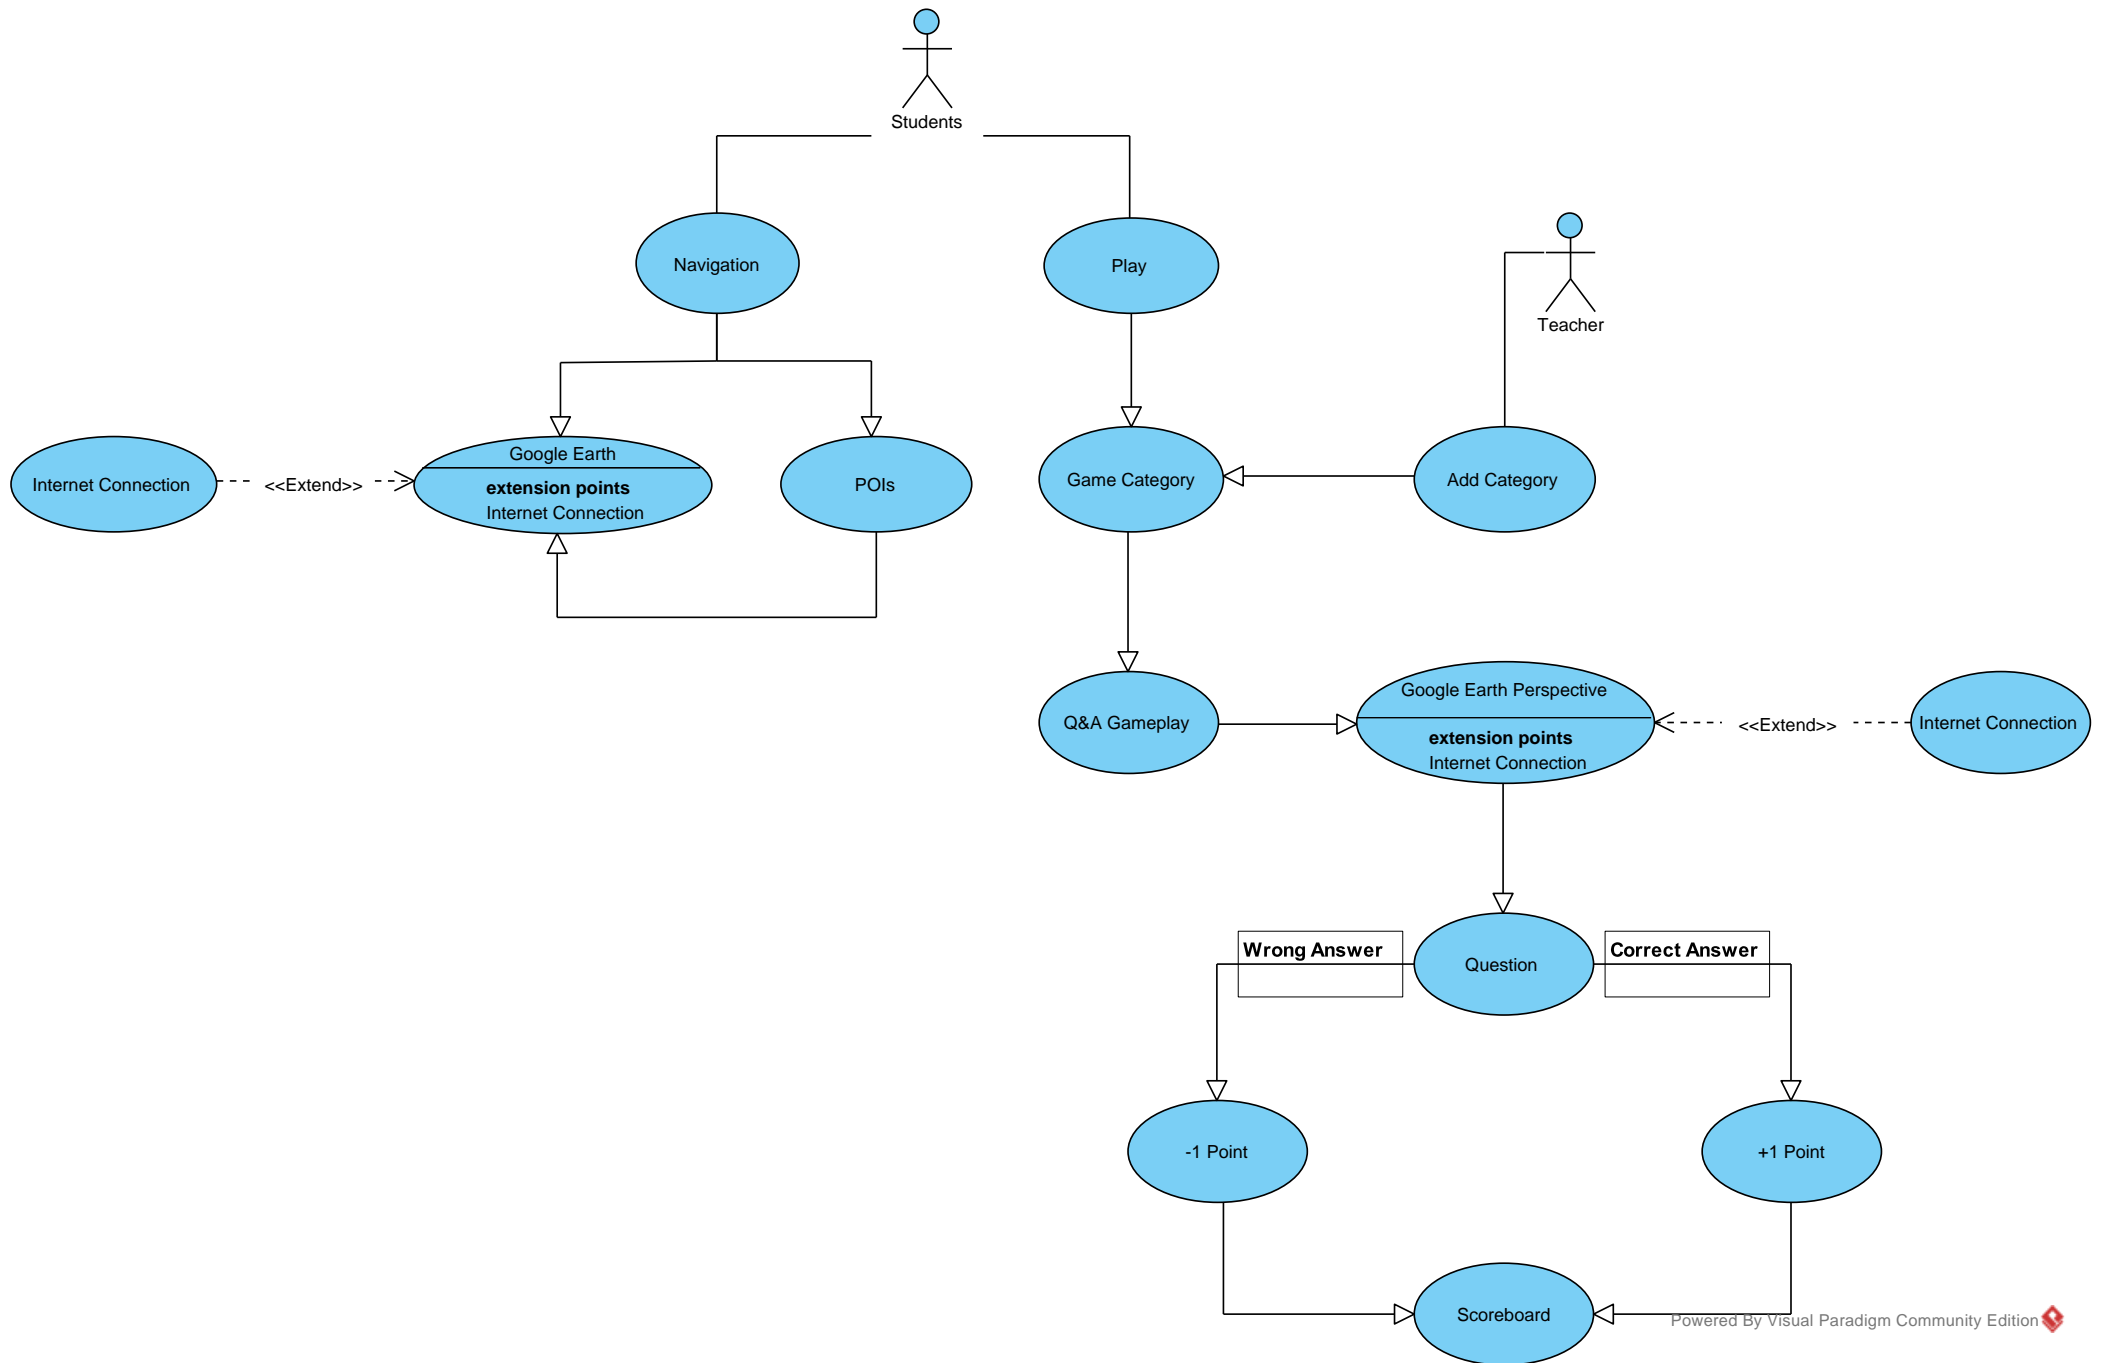 Students
Navigation
Play
Teacher
Internet Connection
<<Extend>>
Google Earth
extension points
Internet Connection
POIs
Game Category
Add Category
Q&A Gameplay
Google Earth Perspective
extension points
Internet Connection
<<Extend>>
Internet Connection
Wrong Answer
Question
Correct Answer
-1 Point
+1 Point
Scoreboard
Powered By Visual Paradigm Community Edition